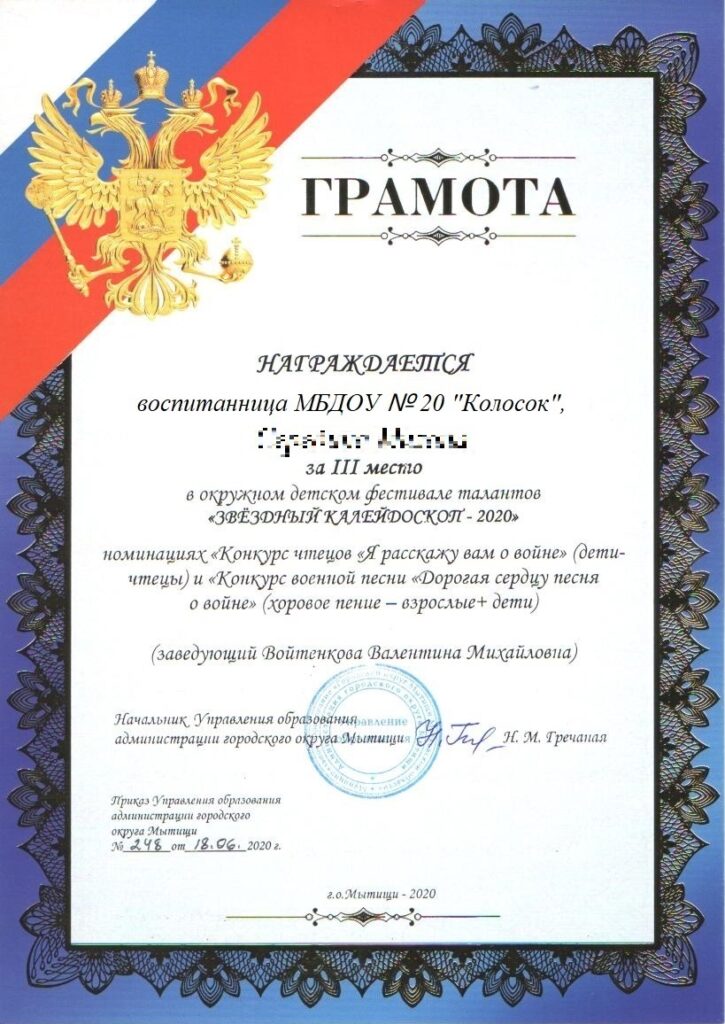 ГРАМОТА
НАГРАЖДАЕТСЯ
воспитанница МБДОУ № 20 "Колосок",
за III место
в окружном детском фестивале талантов
«ЗВЁЗДНЫЙ КАЛЕЙДОСКОП - 2020»
номинациях «Конкурс чтецов «Я расскажу вам о войне» (дети-
чтецы) и «Конкурс военной песни «Дорогая сердцу песня
о войне» (хоровое пение – взрослые+ дети)
(заведующий Войтенкова Валентина Михайловна)
Начальник Управления образования
администрации городского округа Мытищи Н. М. Гречаная
Приказ Управления образования
администрации городского
округа Мытищи
№ 248 от 18.06. 2020 г.
г.о.Мытищи - 2020